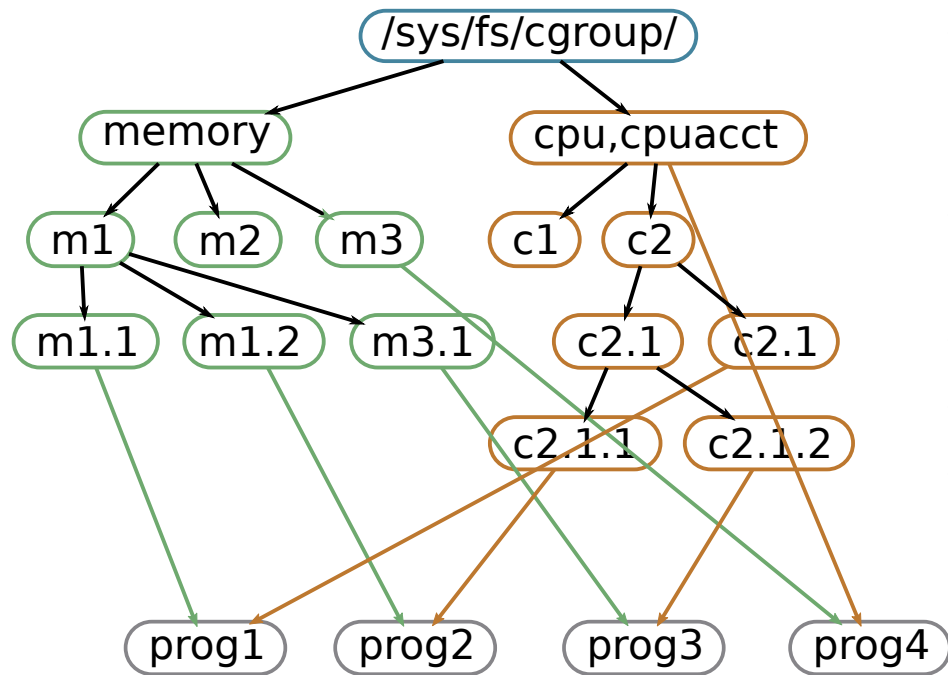 /sys/fs/cgroup/
memory
cpu,cpuacct
m1
m2
m3
c1
c2
m1.1
m1.2
m3.1
c2.1
c2.1
c2.1.1
c2.1.2
prog1
prog2
prog3
prog4